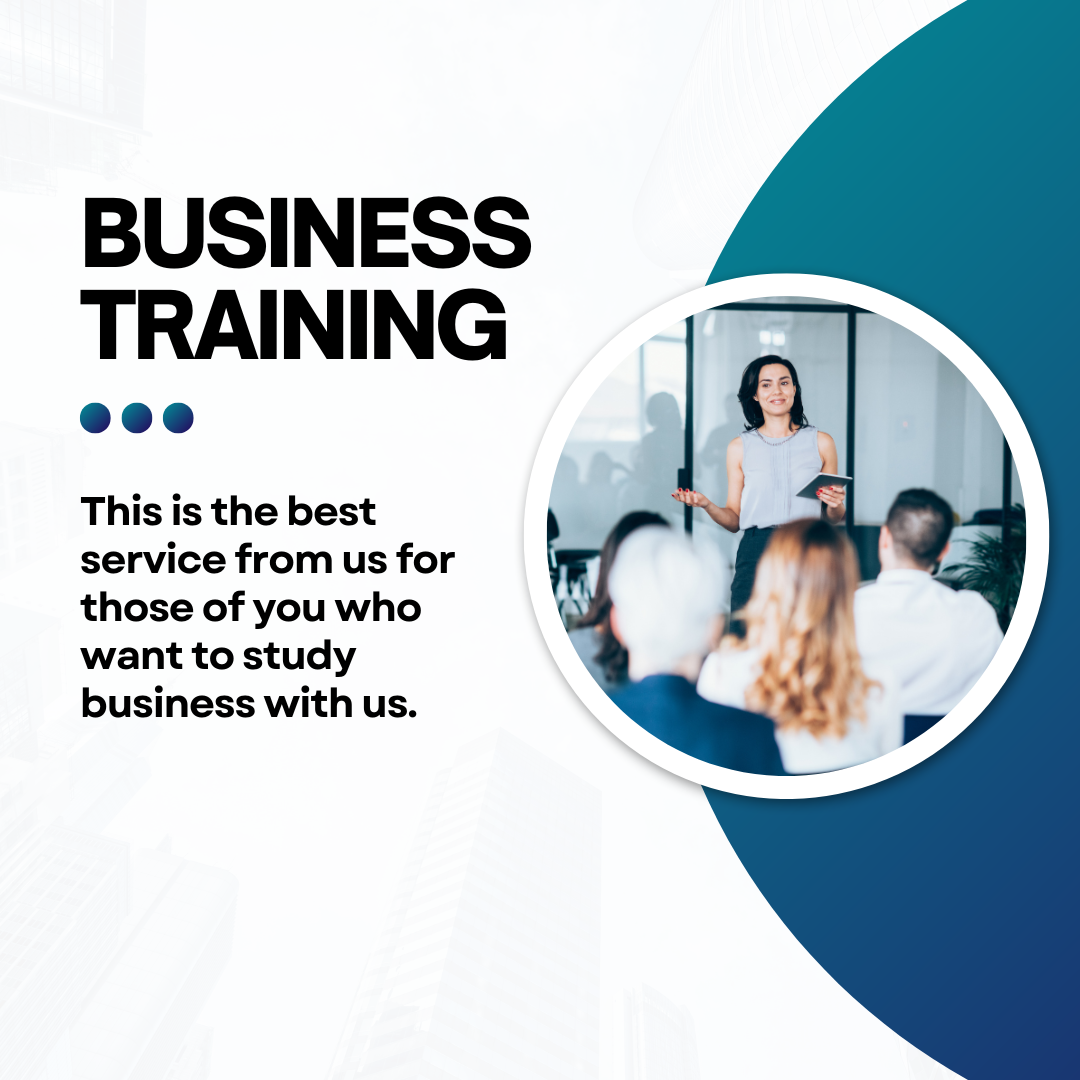 BUSINESS
TRAINING
This is the best
service from us for
those of you who
want to study
business with us.